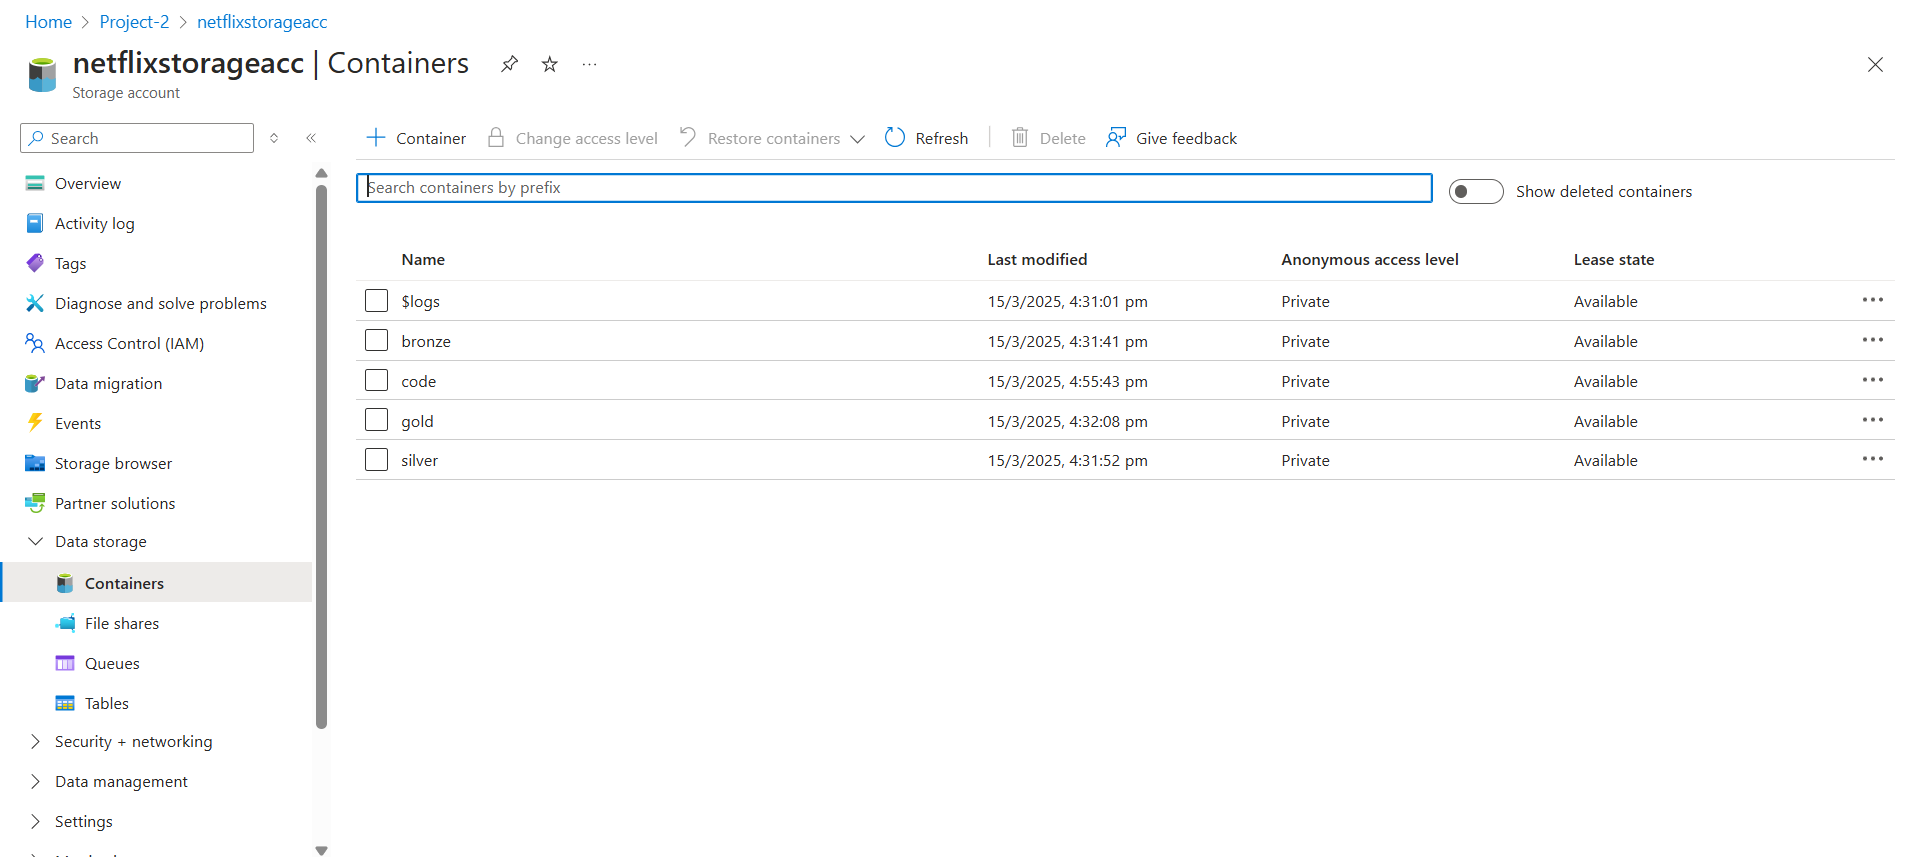 Home > Project-2 > netflixstorageacc
netflixstorageacc | Containers
Storage account
Search
Container
Change access level
Restore containers
Refresh
Delete
Give feedback
Search containers by prefix
Show deleted containers
Overview
Activity log
Tags
Diagnose and solve problems
Access Control (IAM)
Data migration
Events
Storage browser
Partner solutions
Data storage
Containers
File shares
Queues
Tables
Security + networking
Data management
Settings
Name Last modified Anonymous access level Lease state
$logs 15/3/2025, 4:31:01 pm Private Available
bronze 15/3/2025, 4:31:41 pm Private Available
code 15/3/2025, 4:55:43 pm Private Available
gold 15/3/2025, 4:32:08 pm Private Available
silver 15/3/2025, 4:31:52 pm Private Available